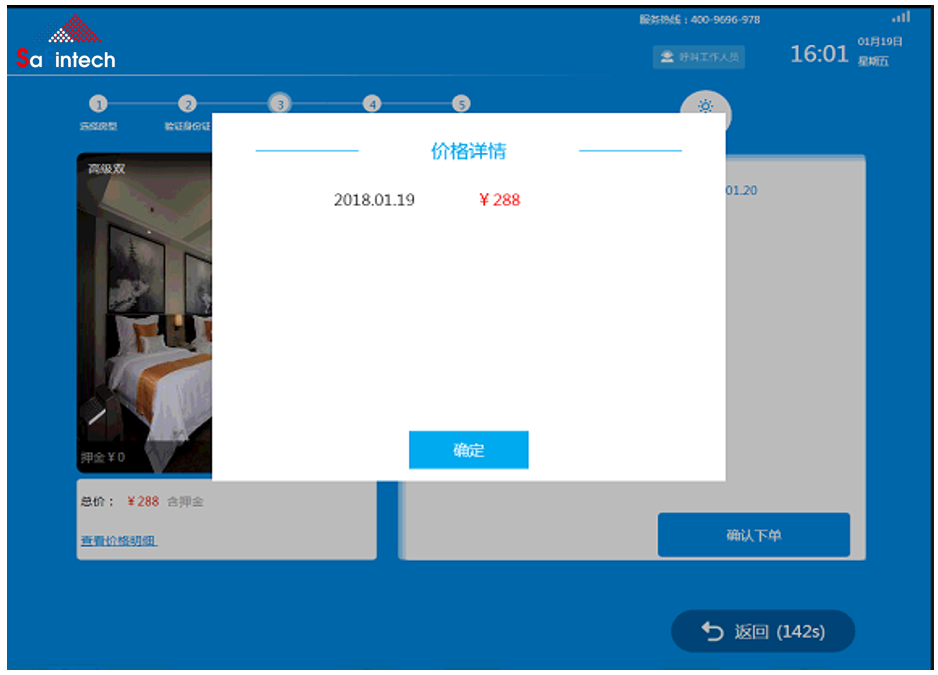 服务热线：400-9696-978
Sa intech
呼叫工作人员
16:01
01月19日
星期五
1 2 3 4 5
选择房型
验证身份证
价格详情
高级双
2018.01.19 ￥288
01.20
确定
押金￥0
总价： ￥288 含押金
查看价格明细
确认下单
返回 (142s)